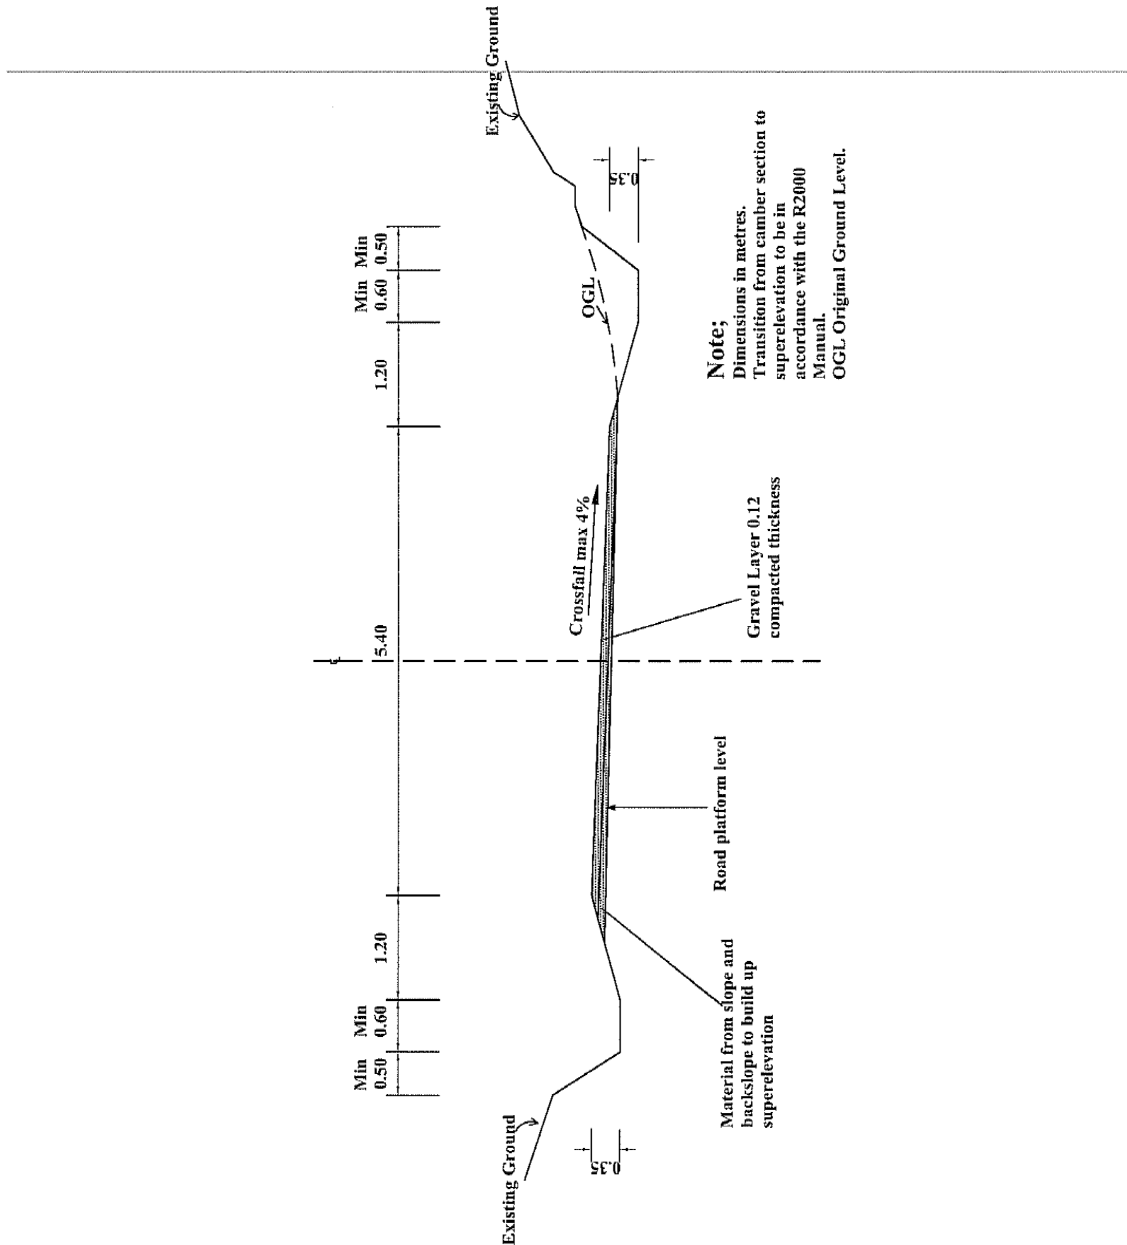 Existing Ground
Min
0.50
Min
0.60
1.20
5.40
1.20
Min
0.60
Min
0.50
Existing Ground
0.35
0.35
OGL
Crossfall max 4%
Material from slope and
backslope to build up
superelevation
Road platform level
Gravel Layer 0.12
compacted thickness
Note;
Dimensions in metres.
Transition from camber section to
superelevation to be in
accordance with the R2000
Manual.
OGL Original Ground Level.